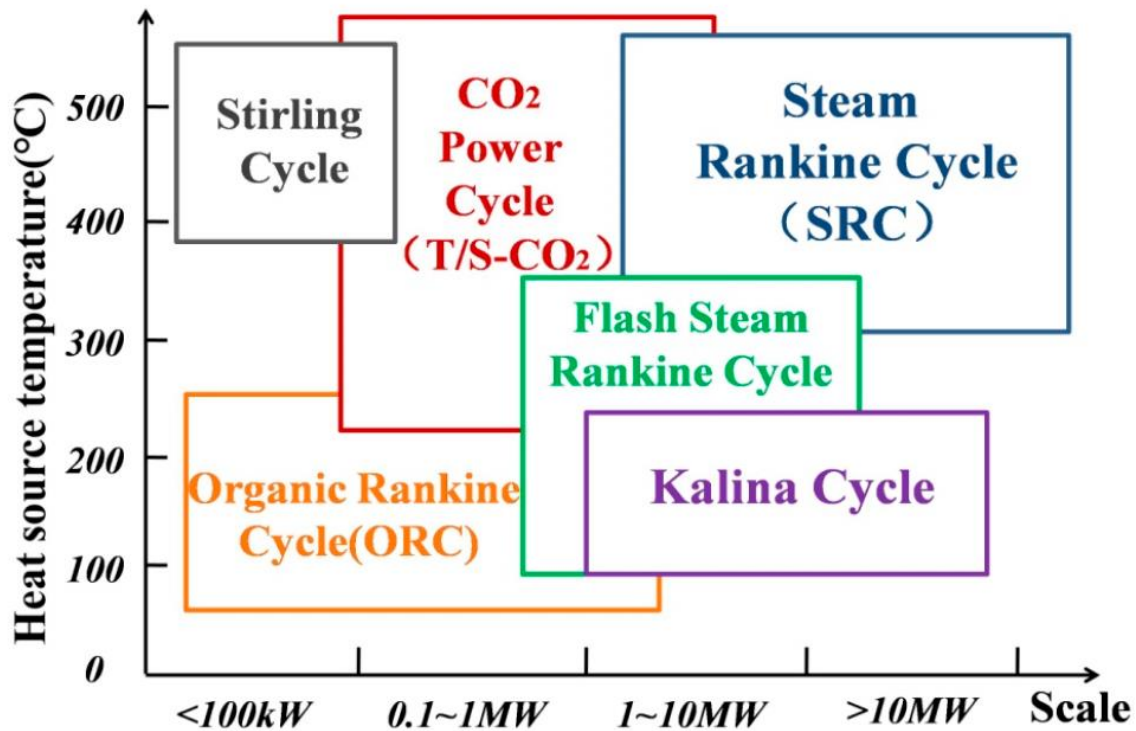 Heat source temperature(°C)
500
400
300
200
100
0
Stirling
Cycle
CO₂
Power
Cycle
（T/S-CO₂）
Steam
Rankine Cycle
（SRC）
Flash Steam
Rankine Cycle
Organic Rankine
Cycle(ORC)
Kalina Cycle
<100kW
0.1~1MW
1~10MW
>10MW
Scale